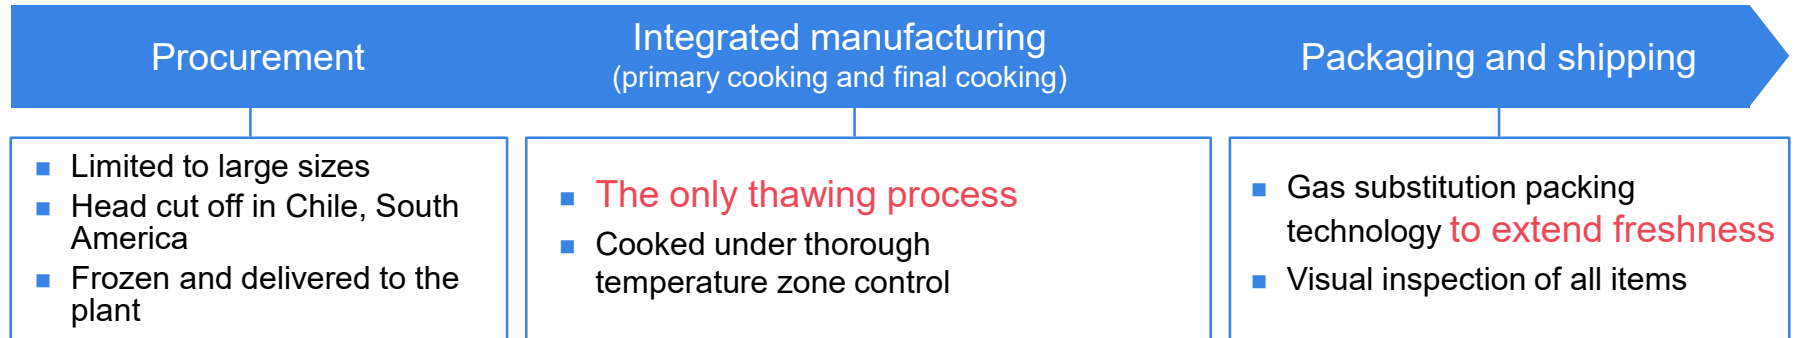 Procurement
Integrated manufacturing
(primary cooking and final cooking)
Packaging and shipping
Limited to large sizes
Head cut off in Chile, South
America
Frozen and delivered to the
plant
The only thawing process
Cooked under thorough
temperature zone control
Gas substitution packing
technology to extend freshness
Visual inspection of all items